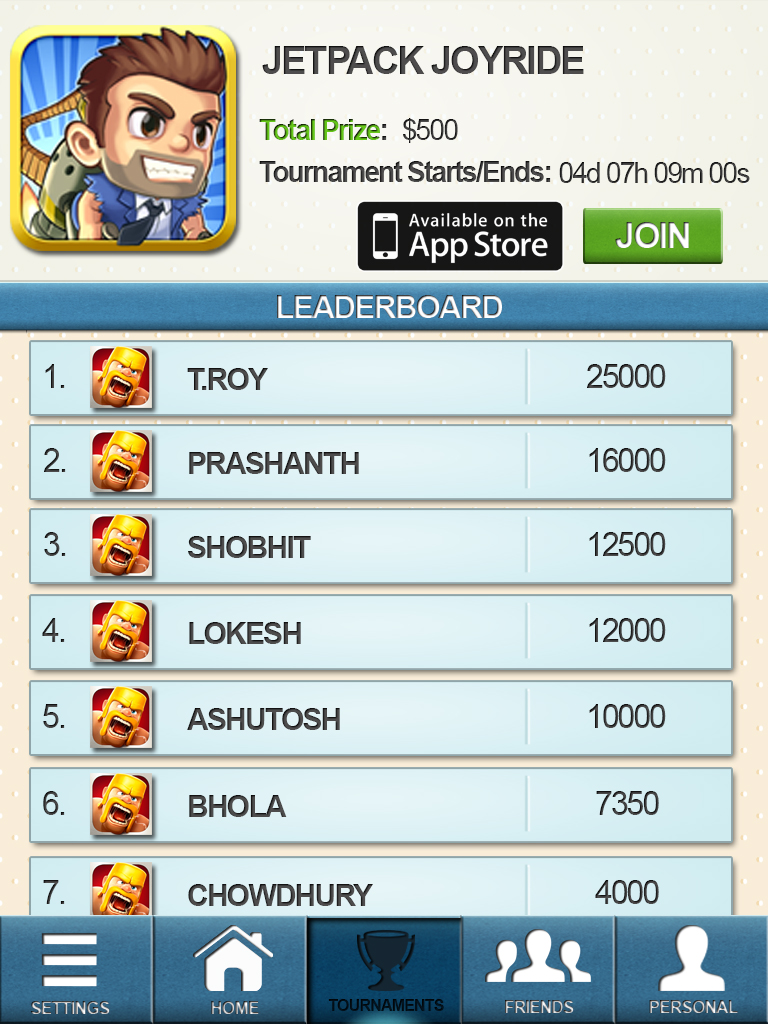 JETPACK JOYRIDE
Total Prize: $500
Tournament Starts/Ends: 04d 07h 09m 00s
Available on the
App Store
JOIN
LEADERBOARD
1. T.ROY 25000
2. PRASHANTH 16000
3. SHOBHIT 12500
4. LOKESH 12000
5. ASHUTOSH 10000
6. BHOLA 7350
7. CHOWDHURY 4000
SETTINGS HOME TOURNAMENTS FRIENDS PERSONAL